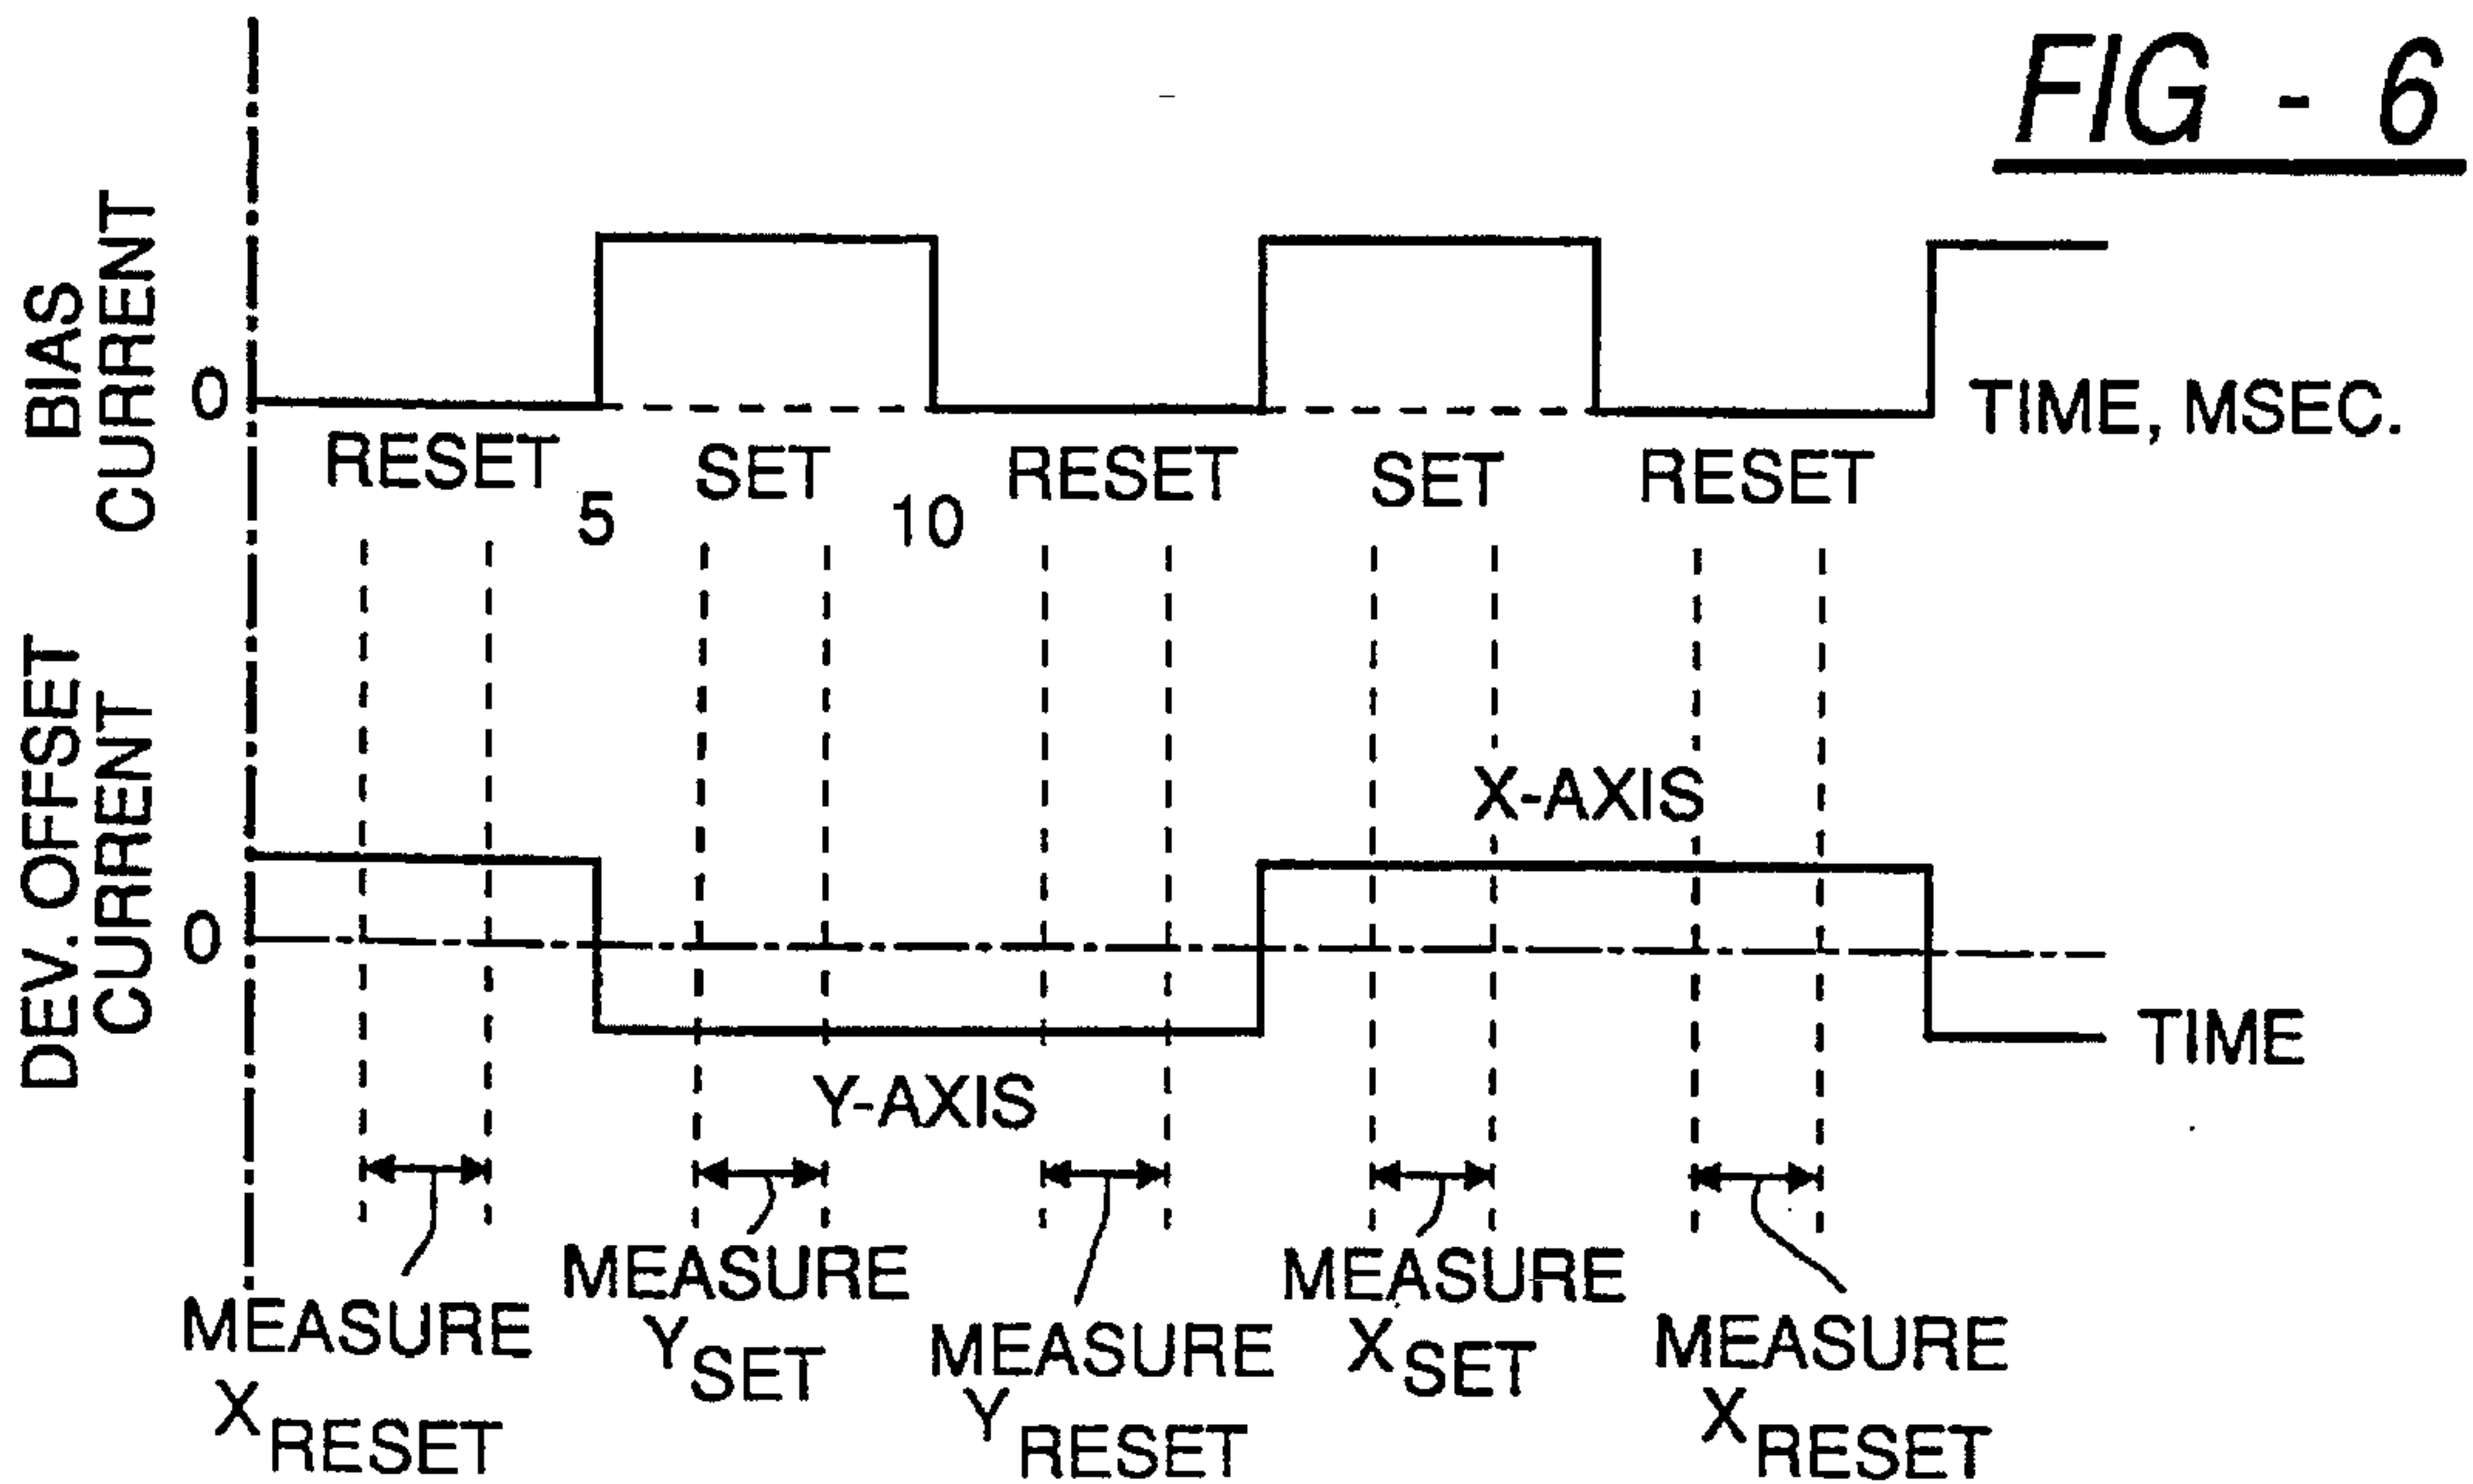 FIG - 6
BIAS
CURRENT
0
TIME, MSEC.
RESET
SET
RESET
SET
RESET
5
10
DEV. OFFSET
CURRENT
X-AXIS
0
TIME
Y-AXIS
MEASURE
X RESET
MEASURE
Y SET
MEASURE
Y RESET
MEASURE
X SET
MEASURE
X RESET